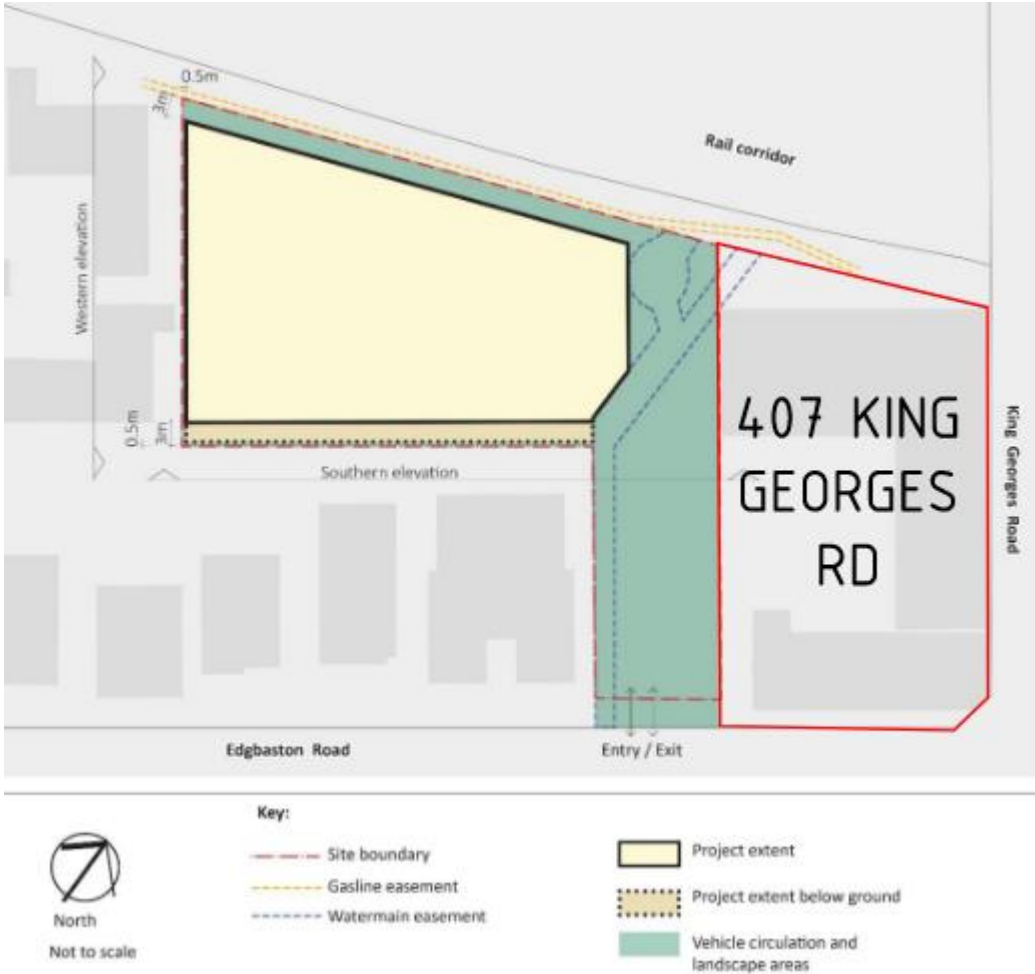 0.5m
3m
Rail corridor
Western elevation
0.5m
3m
Southern elevation
407 KING
GEORGES
RD
King Georges Road
Edgbaston Road
Entry / Exit
Key:
North
Not to scale
Site boundary
Gasline easement
Watermain easement
Project extent
Project extent below ground
Vehicle circulation and
landscape areas